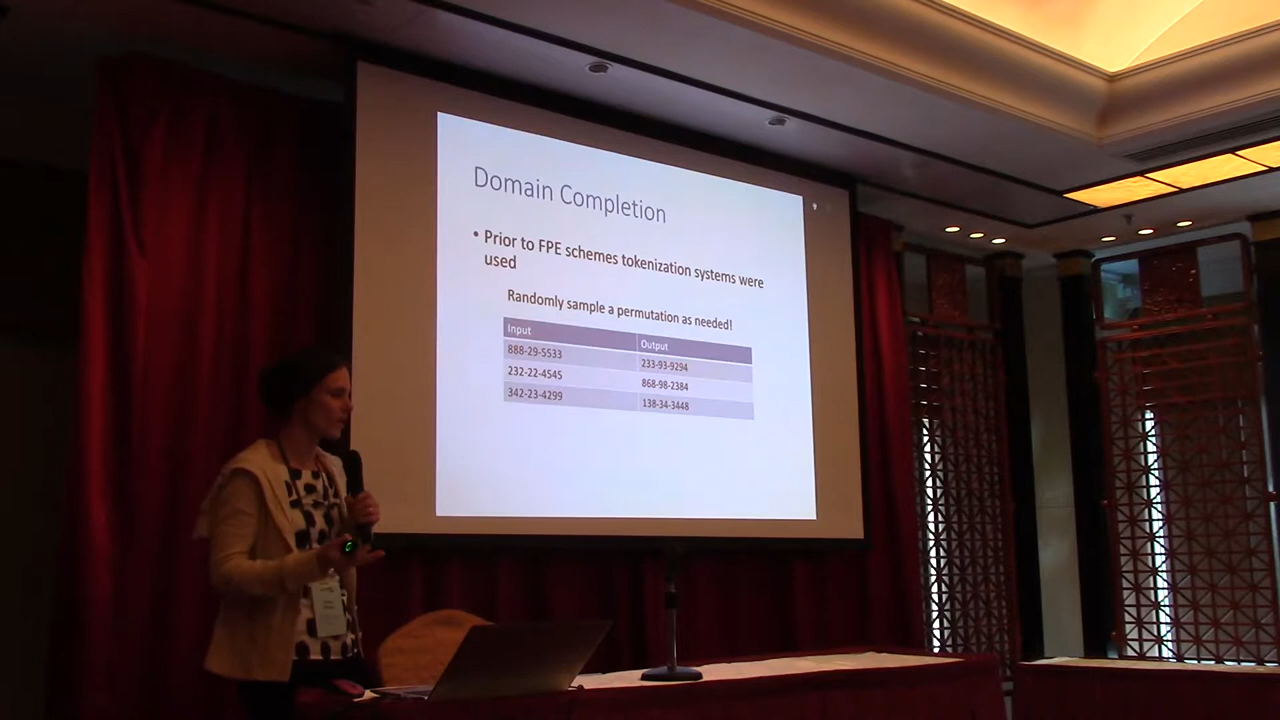 Domain Completion
• Prior to FPE schemes tokenization systems were
used
Randomly sample a permutation as needed!
Input Output
888-29-5533 233-93-9294
232-22-4545 868-98-2384
342-23-4299 138-34-3448